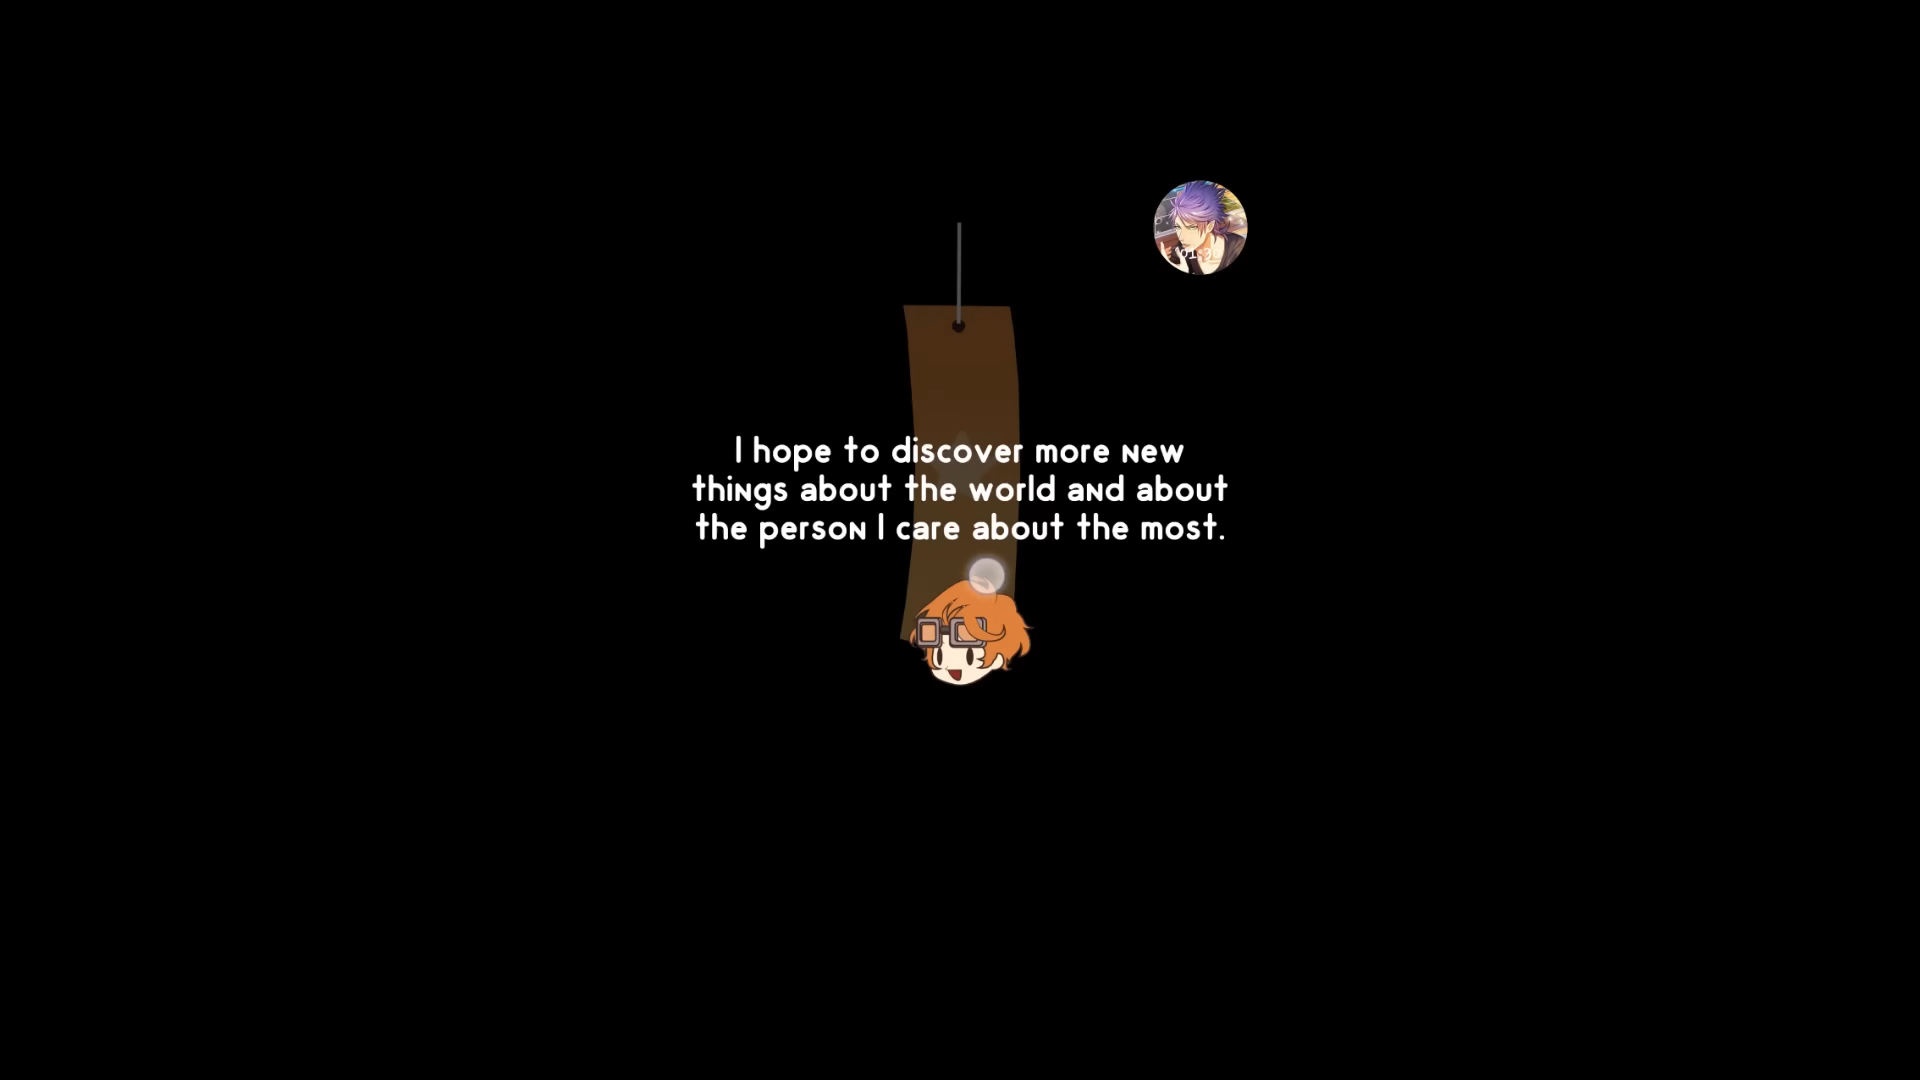 I hope to discover more new
things about the world and about
the person I care about the most.